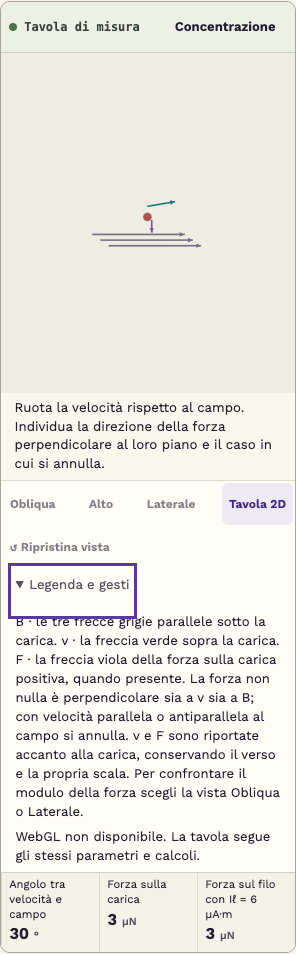 Tavola di misura Concentrazione
Ruota la velocità rispetto al campo.
Individua la direzione della forza
perpendicolare al loro piano e il caso in
cui si annulla.
Obliqua Alto Laterale Tavola 2D
↺ Ripristina vista
▼ Legenda e gesti
B · le tre frecce grigie parallele sotto la
carica. v · la freccia verde sopra la carica.
F · la freccia viola della forza sulla carica
positiva, quando presente. La forza non
nulla è perpendicolare sia a v sia a B;
con velocità parallela o antiparallela al
campo si annulla. v e F sono riportate
accanto alla carica, conservando il verso
e la propria scala. Per confrontare il
modulo della forza scegli la vista Obliqua
o Laterale.
WebGL non disponibile. La tavola segue
gli stessi parametri e calcoli.
Angolo tra
velocità e
campo
30 °
Forza sulla
carica
3 µN
Forza sul filo
con Iℓ = 6
µA·m
3 µN